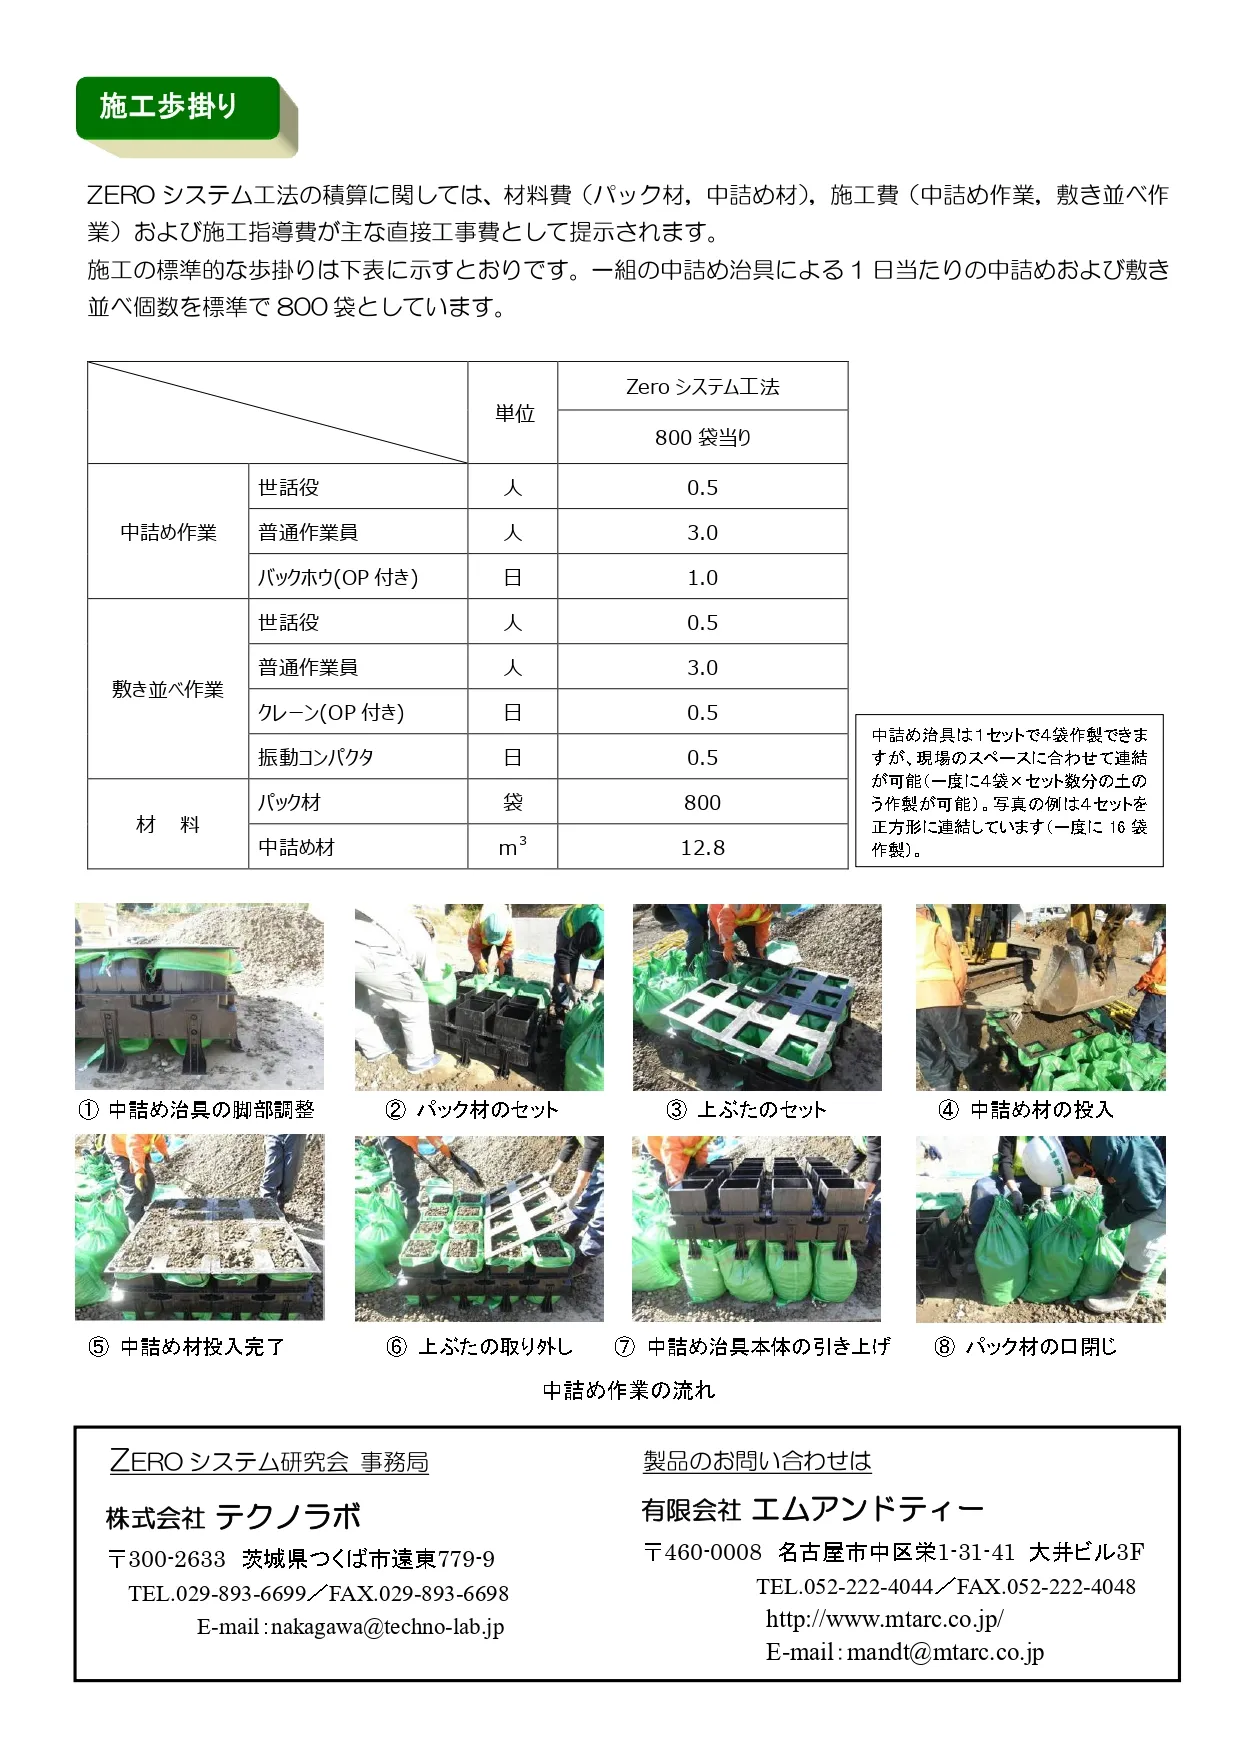 施工歩掛り
ZERO システム工法の積算に関しては、材料費（パック材，中詰め材），施工費（中詰め作業，敷き並べ作
業）および施工指導費が主な直接工事費として提示されます。
施工の標準的な歩掛りは下表に示すとおりです。一組の中詰め治具による 1 日当たりの中詰めおよび敷き
並べ個数を標準で 800 袋としています。
単位
Zero システム工法
800 袋当り
中詰め作業
世話役 人 0.5
普通作業員 人 3.0
バックホウ(OP 付き) 日 1.0
敷き並べ作業
世話役 人 0.5
普通作業員 人 3.0
クレーン(OP 付き) 日 0.5
振動コンパクタ 日 0.5
材　料
パック材 袋 800
中詰め材 m³ 12.8
中詰め治具は１セットで４袋作製できま
すが、現場のスペースに合わせて連結
が可能（一度に４袋×セット数分の土の
う作製が可能）。写真の例は４セットを
正方形に連結しています（一度に 16 袋
作製）。
① 中詰め治具の脚部調整
② パック材のセット
③ 上ぶたのセット
④ 中詰め材の投入
⑤ 中詰め材投入完了
⑥ 上ぶたの取り外し
⑦ 中詰め治具本体の引き上げ
⑧ パック材の口閉じ
中詰め作業の流れ
ZERO システム研究会 事務局
株式会社 テクノラボ
〒300-2633 茨城県つくば市遠東779-9
TEL.029-893-6699／FAX.029-893-6698
E-mail：nakagawa@techno-lab.jp
製品のお問い合わせは
有限会社 エムアンドティー
〒460-0008 名古屋市中区栄1-31-41 大井ビル3F
TEL.052-222-4044／FAX.052-222-4048
http://www.mtarc.co.jp/
E-mail：mandt@mtarc.co.jp